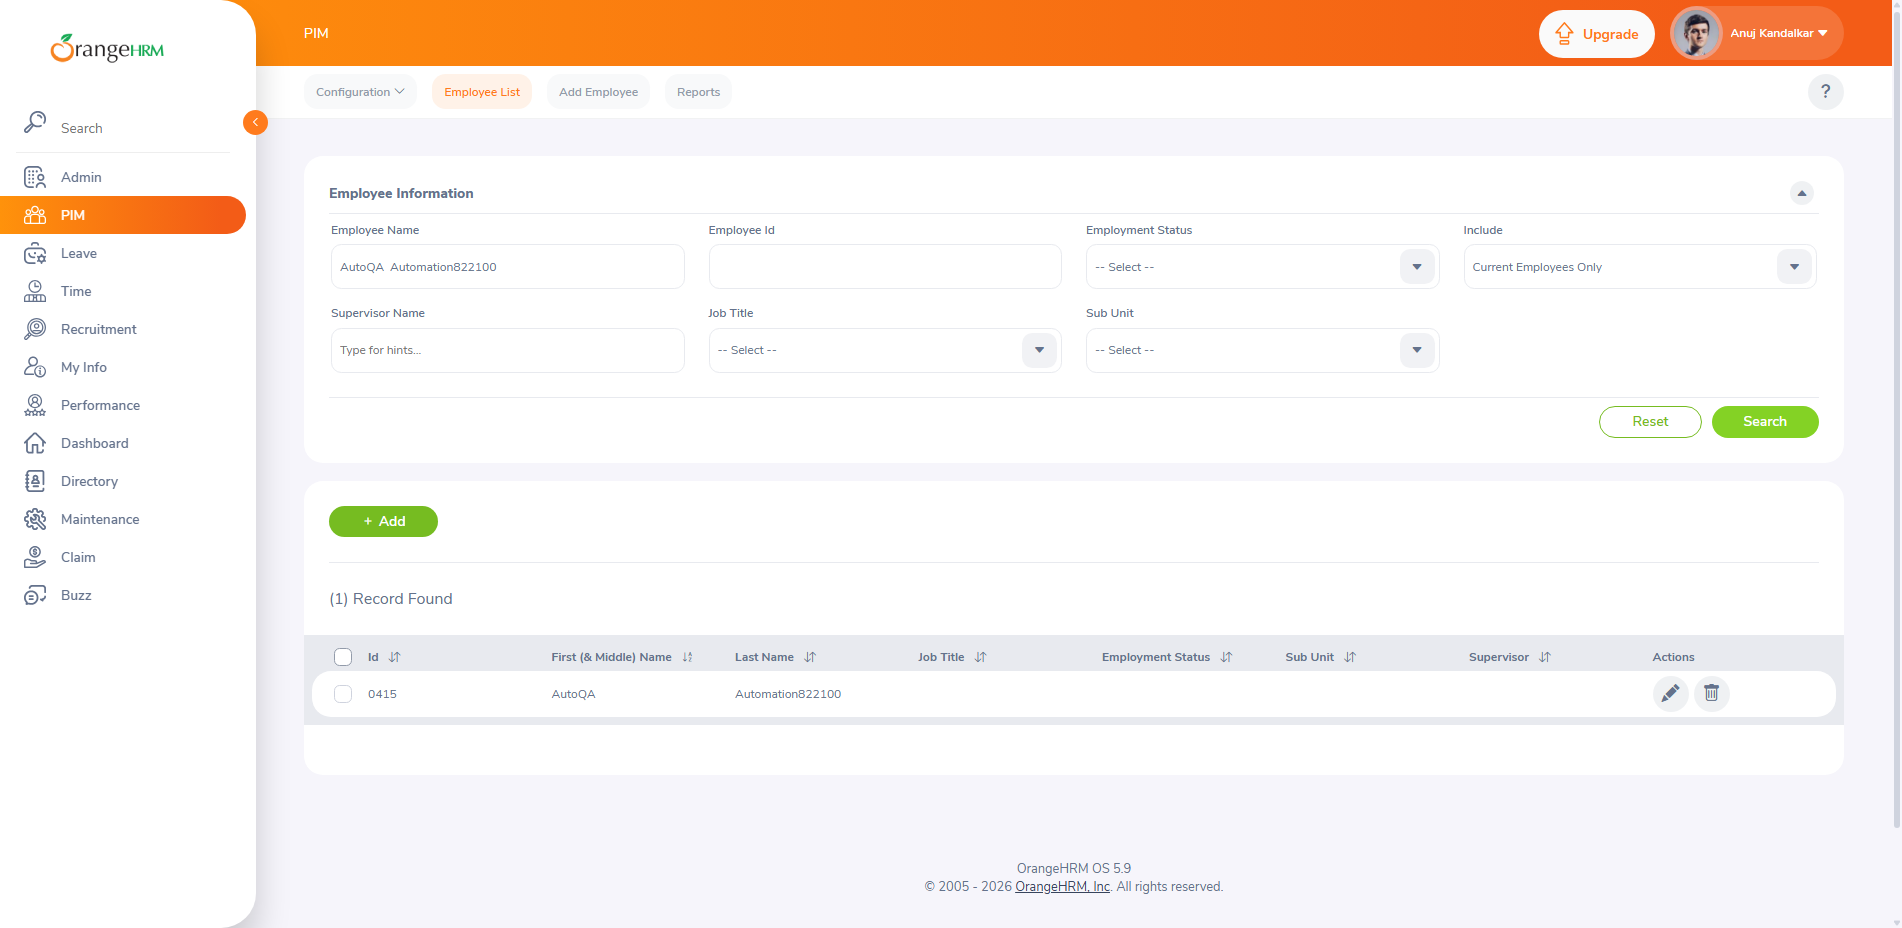 OrangeHRM
PIM
Upgrade
Anuj Kandalkar
Configuration
Employee List
Add Employee
Reports
?
Search
Admin
PIM
Leave
Time
Recruitment
My Info
Performance
Dashboard
Directory
Maintenance
Claim
Buzz
Employee Information
Employee Name
Employee Id
Employment Status
Include
AutoQA  Automation822100
-- Select --
Current Employees Only
Supervisor Name
Job Title
Sub Unit
Type for hints...
-- Select --
-- Select --
Reset
Search
+ Add
(1) Record Found
Id
First (& Middle) Name
Last Name
Job Title
Employment Status
Sub Unit
Supervisor
Actions
0415
AutoQA
Automation822100
OrangeHRM OS 5.9
© 2005 - 2026 OrangeHRM, Inc. All rights reserved.